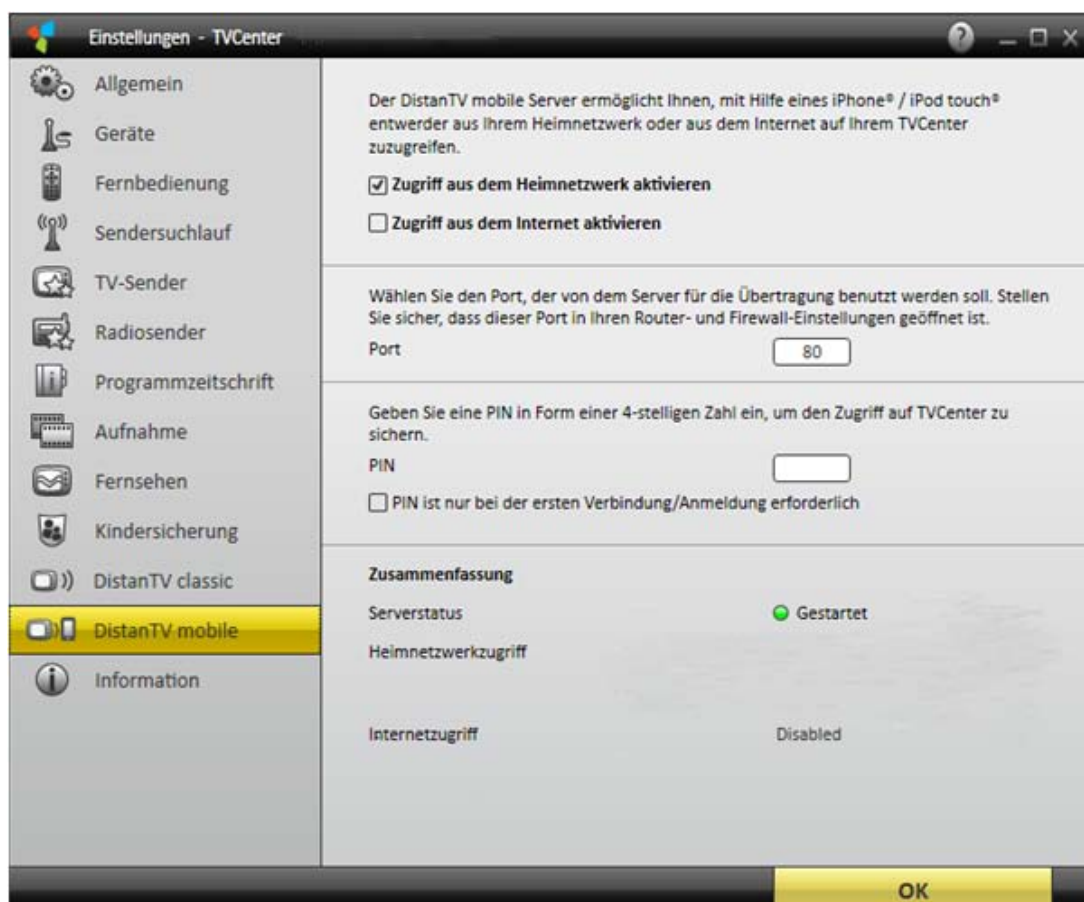 Einstellungen - TVCenter
?
Allgemein
Geräte
Fernbedienung
Sendersuchlauf
TV-Sender
Radiosender
Programmzeitschrift
Aufnahme
Fernsehen
Kindersicherung
DistanTV classic
DistanTV mobile
Information
Der DistanTV mobile Server ermöglicht Ihnen, mit Hilfe eines iPhone® / iPod touch®
entwerder aus Ihrem Heimnetzwerk oder aus dem Internet auf Ihrem TVCenter
zuzugreifen.
Zugriff aus dem Heimnetzwerk aktivieren
Zugriff aus dem Internet aktivieren
Wählen Sie den Port, der von dem Server für die Übertragung benutzt werden soll. Stellen
Sie sicher, dass dieser Port in Ihren Router- und Firewall-Einstellungen geöffnet ist.
Port 80
Geben Sie eine PIN in Form einer 4-stelligen Zahl ein, um den Zugriff auf TVCenter zu
sichern.
PIN
PIN ist nur bei der ersten Verbindung/Anmeldung erforderlich
Zusammenfassung
Serverstatus Gestartet
Heimnetzwerkzugriff
Internetzugriff Disabled
OK